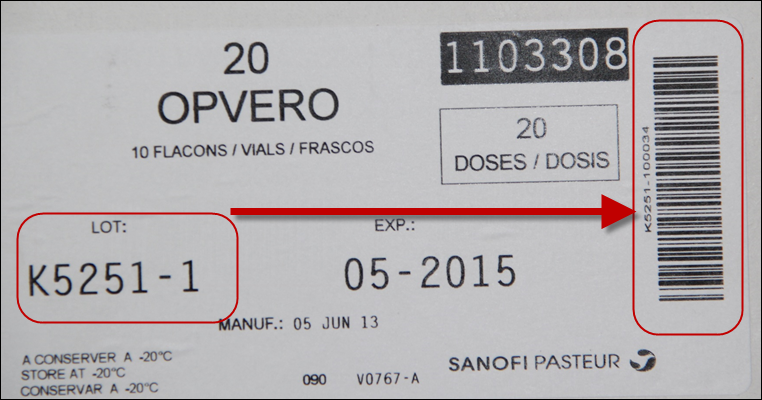 20
OPVERO
10 FLACONS / VIALS / FRASCOS
1103308
20
DOSES / DOSIS
K5251-100034
LOT:
K5251-1
EXP.:
05-2015
MANUF.: 05 JUN 13
A CONSERVER A -20°C
STORE AT -20°C
CONSERVAR A -20°C
090 V0767-A
SANOFI PASTEUR